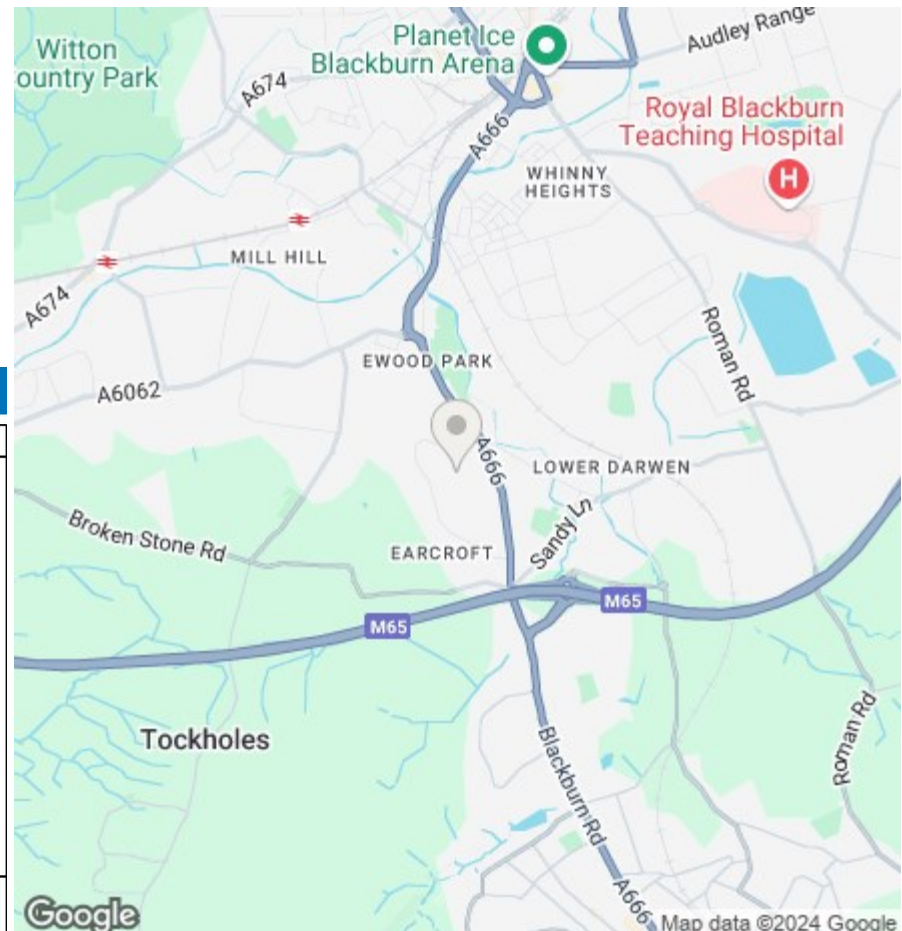 Witton
ountry Park
Planet Ice
Blackburn Arena
Audley Range
A674
A666
Royal Blackburn
Teaching Hospital
H
WHINNY
HEIGHTS
MILL HILL
A674
Roman Rd
EWOOD PARK
A6062
A666
LOWER DARWEN
Sandy Ln
Broken Stone Rd
EARCROFT
M65
M65
Tockholes
Blackburn Rd
Roman Rd
A666
Google
Map data ©2024 Google